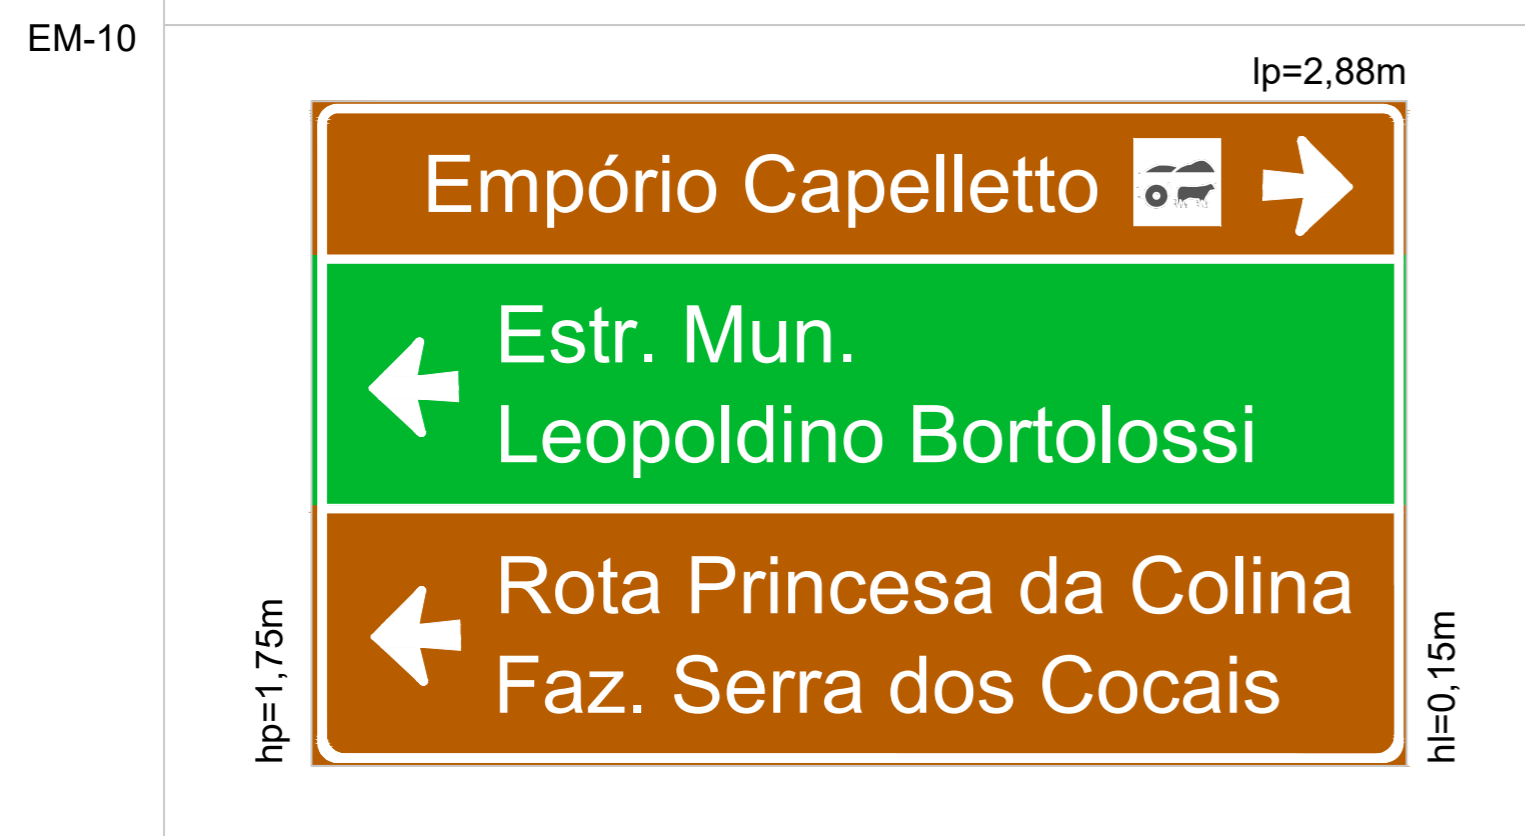 EM-10
lp=2,88m
Empório Capelletto
Estr. Mun.
Leopoldino Bortolossi
Rota Princesa da Colina
Faz. Serra dos Cocais
hp=1,75m
hl=0,15m